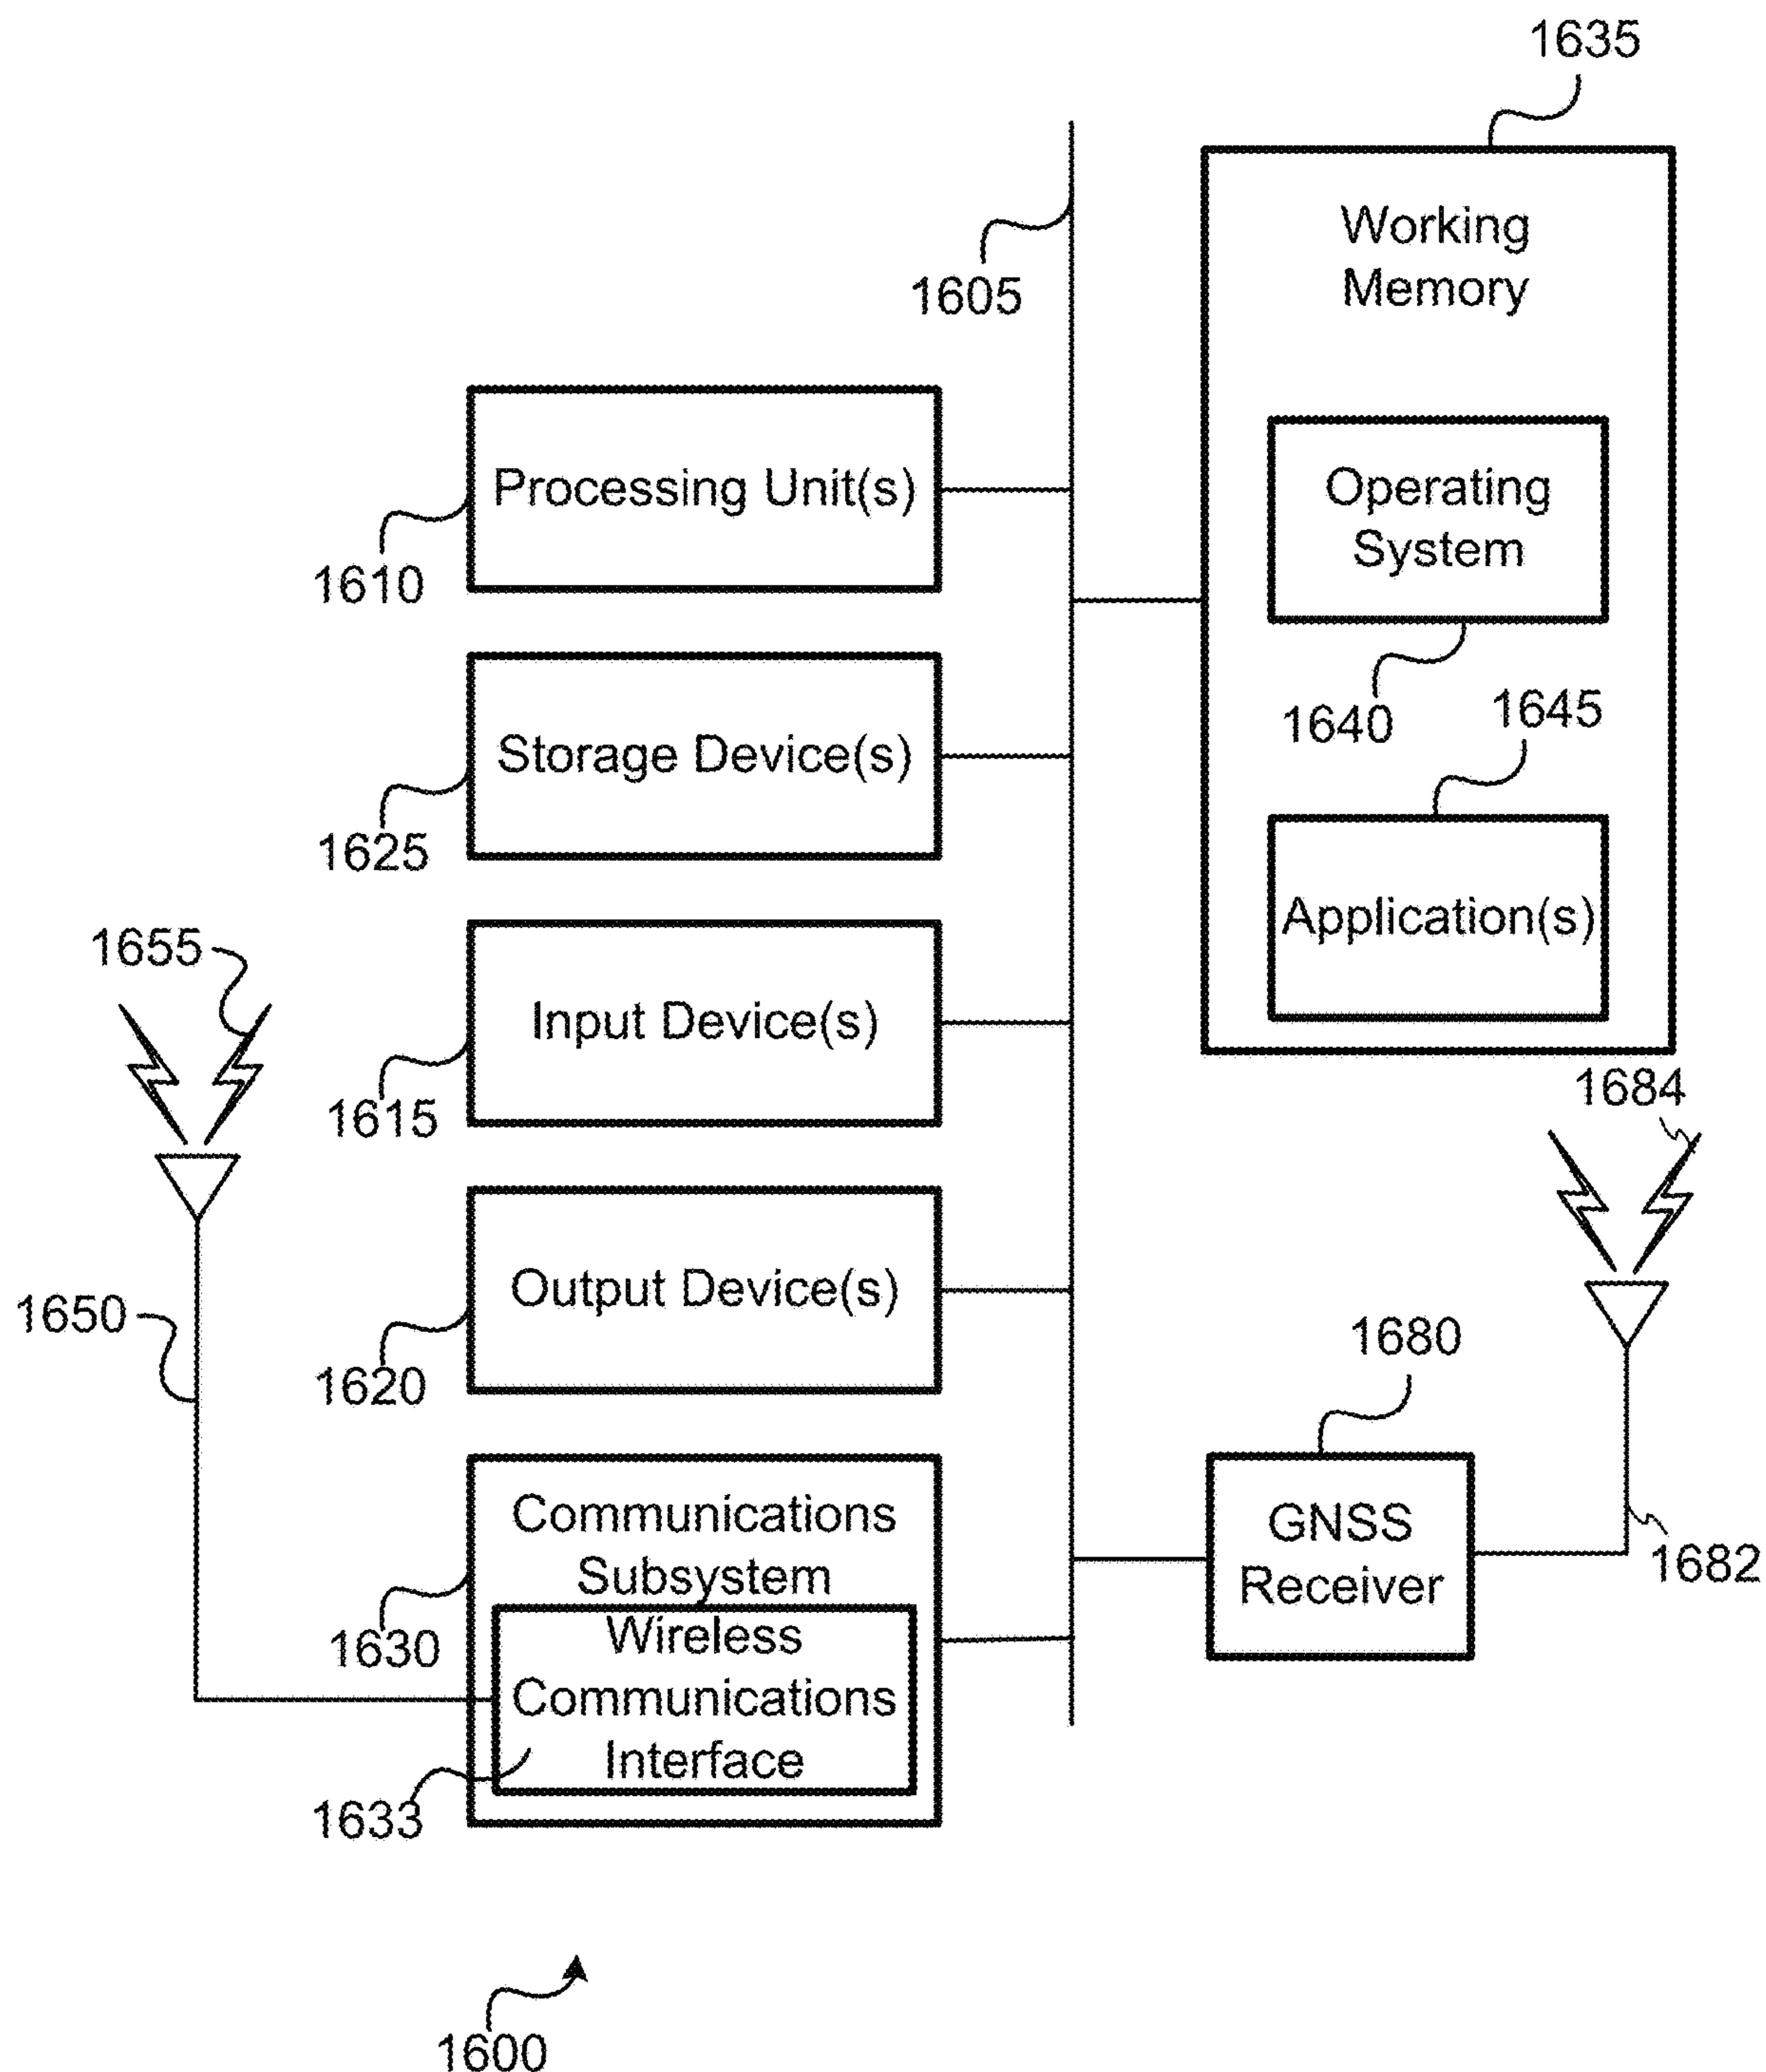 1635
Working
Memory
1605
Processing Unit(s)
1610
Operating
System
1640
Storage Device(s)
1625
1645
Application(s)
1655
Input Device(s)
1615
1684
Output Device(s)
1620
1650
1680
Communications
Subsystem
1630
Wireless
Communications
Interface
1633
GNSS
Receiver
1682
1600